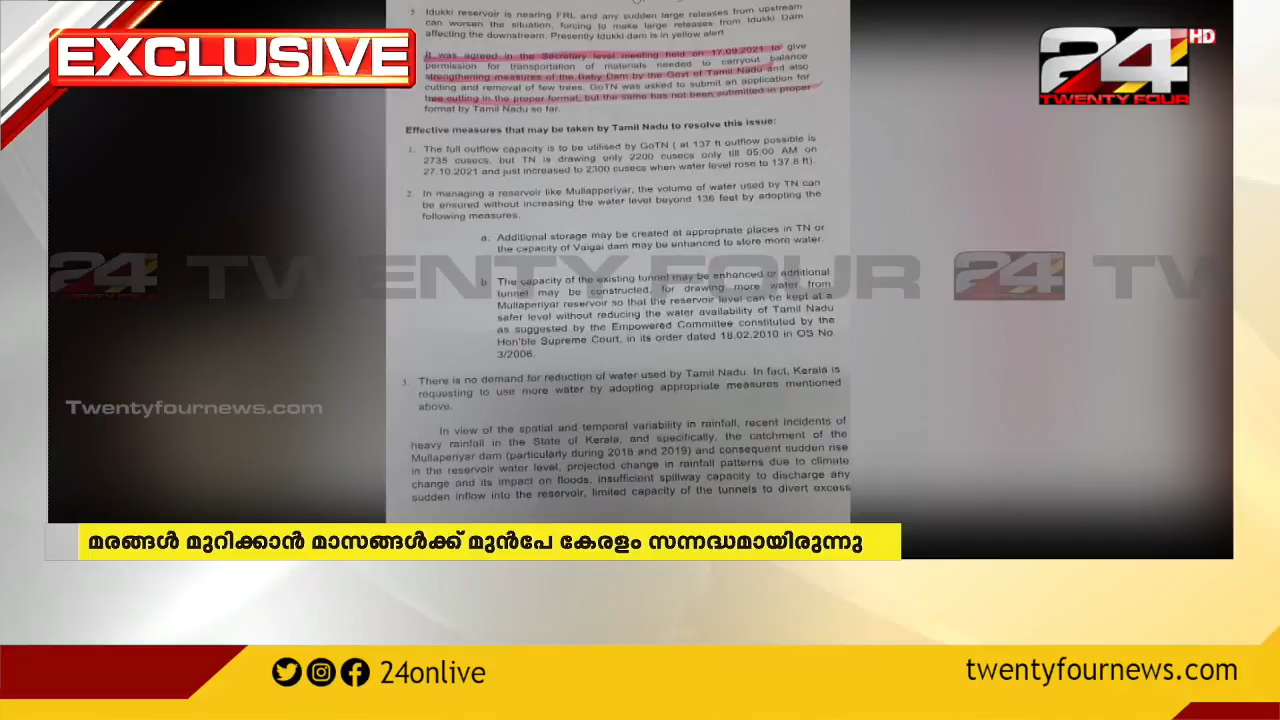 EXCLUSIVE
24 HD
TWENTY FOUR
5 Idukki reservoir is nearing FRL and any sudden large releases from upstream
can worsen the situation, forcing to make large releases from Idukki Dam
affecting the downstream. Presently Idukki dam is in yellow alert
It was agreed in the Secretary level meeting held on 17.09.2021 to give
permission for transportation of materials needed to carryout balance
strengthening measures of the Baby Dam by the Govt of Tamil Nadu and also
cutting and removal of few trees. GoTN was asked to submit an application for
tree cutting in the proper format, but the same has not been submitted in proper
format by Tamil Nadu so far.
Effective measures that may be taken by Tamil Nadu to resolve this issue:
1. The full outflow capacity is to be utilised by GoTN ( at 137 ft outflow possible is
2735 cusecs, but TN is drawing only 2200 cusecs only till 05:00 AM on
27.10.2021 and just increased to 2300 cusecs when water level rose to 137.8 ft).
2. In managing a reservoir like Mullapperiyar, the volume of water used by TN can
be ensured without increasing the water level beyond 136 feet by adopting the
following measures.
a. Additional storage may be created at appropriate places in TN or
the capacity of Vaigai dam may be enhanced to store more water.
24 TWENTY FOUR 24 TW
TWENTY FOUR
b The capacity of the existing tunnel may be enhanced or additional
tunnel may be constructed, for drawing more water from
Mullaperiyar reservoir so that the reservoir level can be kept at a
safer level without reducing the water availability of Tamil Nadu
as suggested by the Empowered Committee constituted by the
Hon'ble Supreme Court, in its order dated 18.02.2010 in OS No.
3/2006.
3. There is no demand for reduction of water used by Tamil Nadu. In fact, Kerala is
requesting to use more water by adopting appropriate measures mentioned
above.
Twentyfournews.com
In view of the spatial and temporal variability in rainfall, recent incidents of
heavy rainfall in the State of Kerala, and specifically, the catchment of the
Mullaperiyar dam (particularly during 2018 and 2019) and consequent sudden rise
in the reservoir water level, projected change in rainfall patterns due to climate
change and its impact on floods, insufficient spillway capacity to discharge any
sudden inflow into the reservoir, limited capacity of the tunnels to divert excess
മരങ്ങൾ മുറിക്കാൻ മാസങ്ങൾക്ക് മുൻപേ കേരളം സന്നദ്ധമായിരുന്നു
24onlive
twentyfournews.com